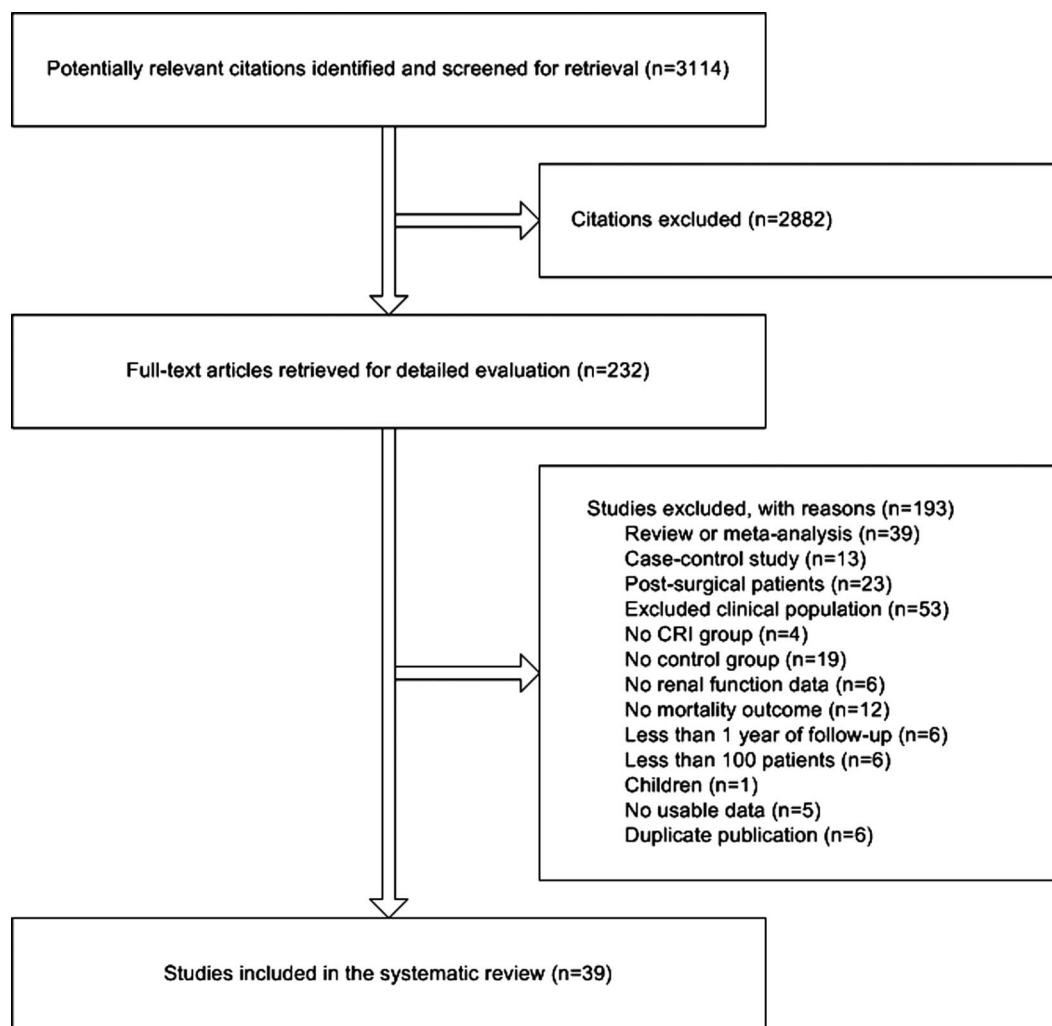 Potentially relevant citations identified and screened for retrieval (n=3114)
Citations excluded (n=2882)
Full-text articles retrieved for detailed evaluation (n=232)
Studies excluded, with reasons (n=193)
Review or meta-analysis (n=39)
Case-control study (n=13)
Post-surgical patients (n=23)
Excluded clinical population (n=53)
No CRI group (n=4)
No control group (n=19)
No renal function data (n=6)
No mortality outcome (n=12)
Less than 1 year of follow-up (n=6)
Less than 100 patients (n=6)
Children (n=1)
No usable data (n=5)
Duplicate publication (n=6)
Studies included in the systematic review (n=39)